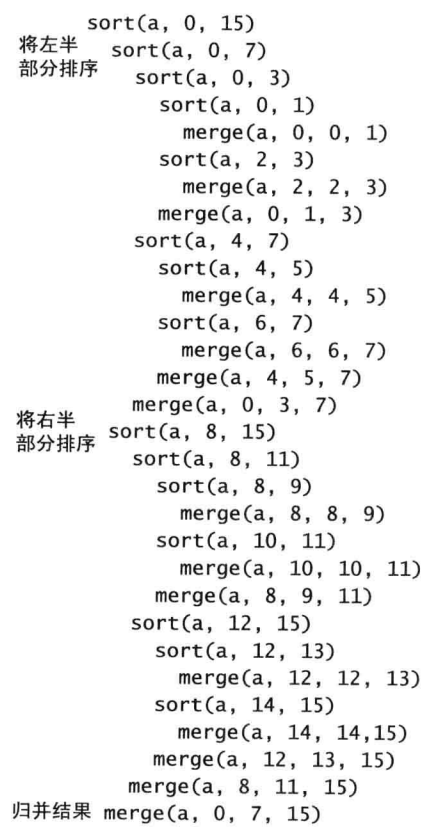 sort(a, 0, 15)
将左半
部分排序
sort(a, 0, 7)
sort(a, 0, 3)
sort(a, 0, 1)
merge(a, 0, 0, 1)
sort(a, 2, 3)
merge(a, 2, 2, 3)
merge(a, 0, 1, 3)
sort(a, 4, 7)
sort(a, 4, 5)
merge(a, 4, 4, 5)
sort(a, 6, 7)
merge(a, 6, 6, 7)
merge(a, 4, 5, 7)
merge(a, 0, 3, 7)
将右半
部分排序
sort(a, 8, 15)
sort(a, 8, 11)
sort(a, 8, 9)
merge(a, 8, 8, 9)
sort(a, 10, 11)
merge(a, 10, 10, 11)
merge(a, 8, 9, 11)
sort(a, 12, 15)
sort(a, 12, 13)
merge(a, 12, 12, 13)
sort(a, 14, 15)
merge(a, 14, 14,15)
merge(a, 12, 13, 15)
merge(a, 8, 11, 15)
归并结果 merge(a, 0, 7, 15)